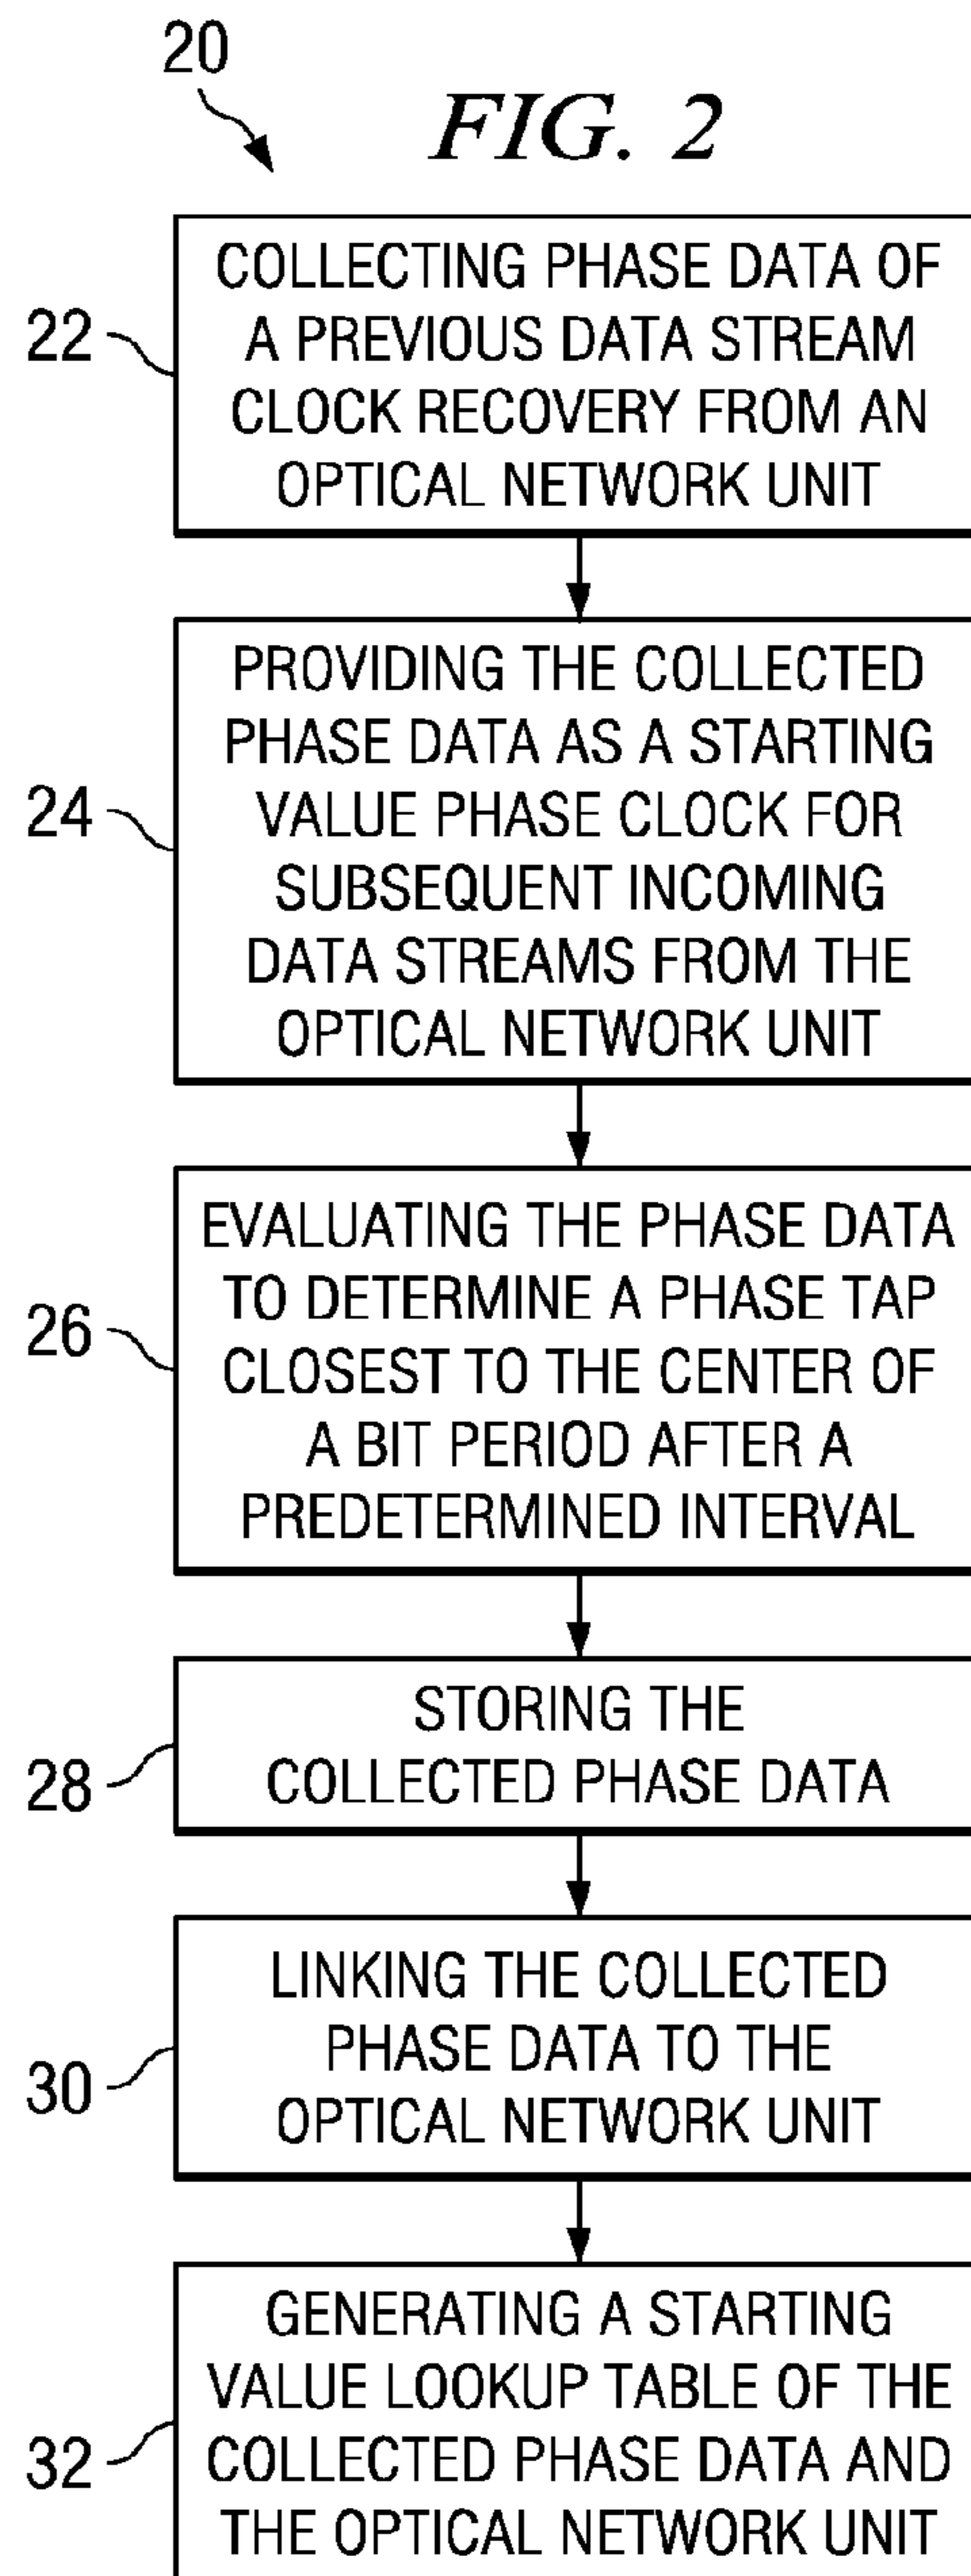 20
FIG. 2
22
COLLECTING PHASE DATA OF
A PREVIOUS DATA STREAM
CLOCK RECOVERY FROM AN
OPTICAL NETWORK UNIT
24
PROVIDING THE COLLECTED
PHASE DATA AS A STARTING
VALUE PHASE CLOCK FOR
SUBSEQUENT INCOMING
DATA STREAMS FROM THE
OPTICAL NETWORK UNIT
26
EVALUATING THE PHASE DATA
TO DETERMINE A PHASE TAP
CLOSEST TO THE CENTER OF
A BIT PERIOD AFTER A
PREDETERMINED INTERVAL
28
STORING THE
COLLECTED PHASE DATA
30
LINKING THE COLLECTED
PHASE DATA TO THE
OPTICAL NETWORK UNIT
32
GENERATING A STARTING
VALUE LOOKUP TABLE OF THE
COLLECTED PHASE DATA AND
THE OPTICAL NETWORK UNIT